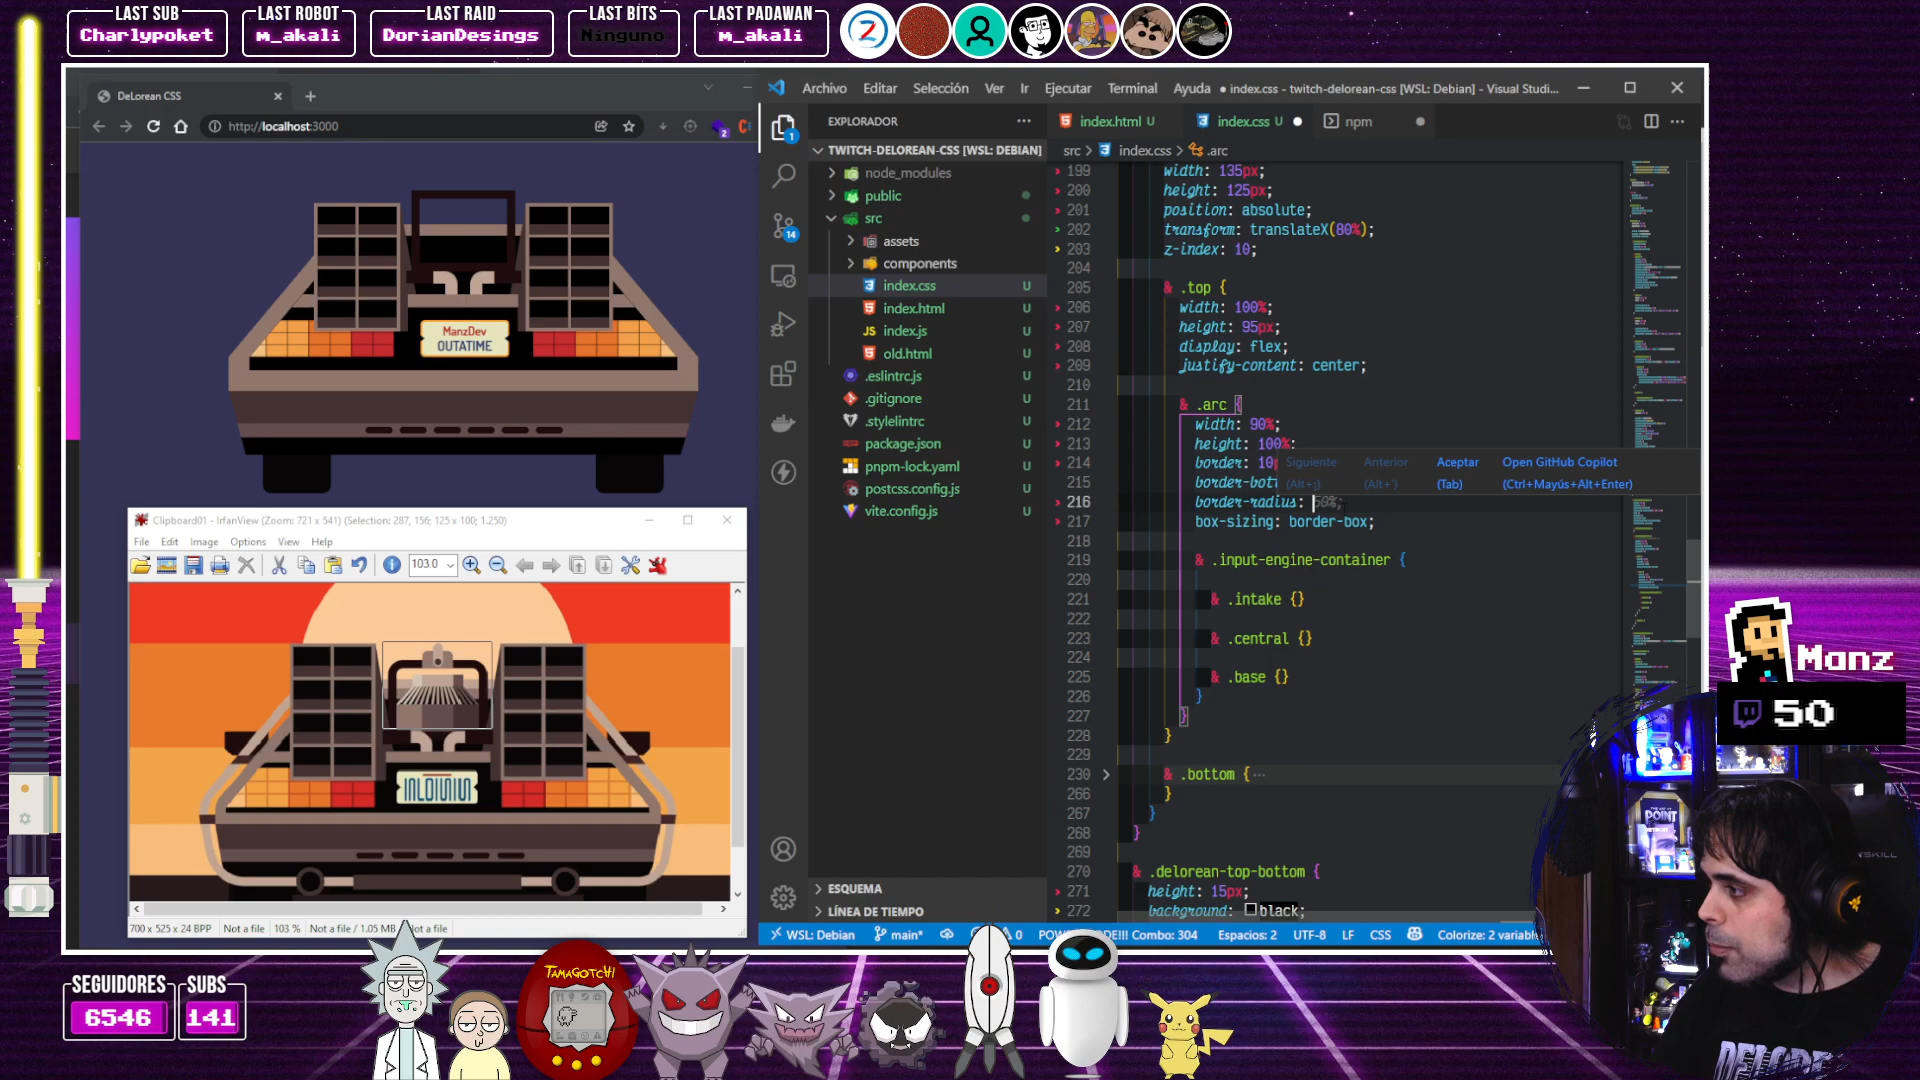 LAST SUB
Charlypoket
LAST ROBOT
m_akali
LAST RAID
DorianDesings
LAST BITS
Ninguno
LAST PADAWAN
m_akali
DeLorean CSS
http://localhost:3000
2
ManzDev
OUTATIME
Archivo Editar Selección Ver Ir Ejecutar Terminal Ayuda
● index.css - twitch-delorean-css [WSL: Debian] - Visual Studi...
EXPLORADOR
TWITCH-DELOREAN-CSS [WSL: DEBIAN]
node_modules
public
src
assets
components
index.css U
index.html U
index.js U
old.html U
.eslintrc.js U
.gitignore U
.stylelintrc U
package.json U
pnpm-lock.yaml U
postcss.config.js U
vite.config.js U
ESQUEMA
LÍNEA DE TIEMPO
1
14
index.html U
index.css U
npm
src > index.css > .arc
199 width: 135px;
200 height: 125px;
201 position: absolute;
202 transform: translateX(80%);
203 z-index: 10;
204
205 & .top {
206 width: 100%;
207 height: 95px;
208 display: flex;
209 justify-content: center;
210
211 & .arc {
212 width: 90%;
213 height: 100%;
214 border: 10p
215 border-bott
216 border-radius: 50%;
217 box-sizing: border-box;
218
219 & .input-engine-container {
220
221 & .intake {}
222
223 & .central {}
224
225 & .base {}
226 }
227 }
228 }
229
230 & .bottom { ...
266 }
267 }
268 }
269
270 & .delorean-top-bottom {
271 height: 15px;
272 background: black;
Siguiente Anterior Aceptar Open GitHub Copilot
(Alt+¡) (Alt+') (Tab) (Ctrl+Mayús+Alt+Enter)
WSL: Debian main* 0 Combo: 304 Espacios: 2 UTF-8 LF CSS
Clipboard01 - IrfanView (Zoom: 721 x 541) (Selection: 287, 156; 125 x 100; 1.250)
File Edit Image Options View Help
103.0
700 x 525 x 24 BPP Not a file 103 % Not a file / 1.05 MB
Manz
50
SEGUIDORES
6546
SUBS
141
TAMAGOTCHI
POINT